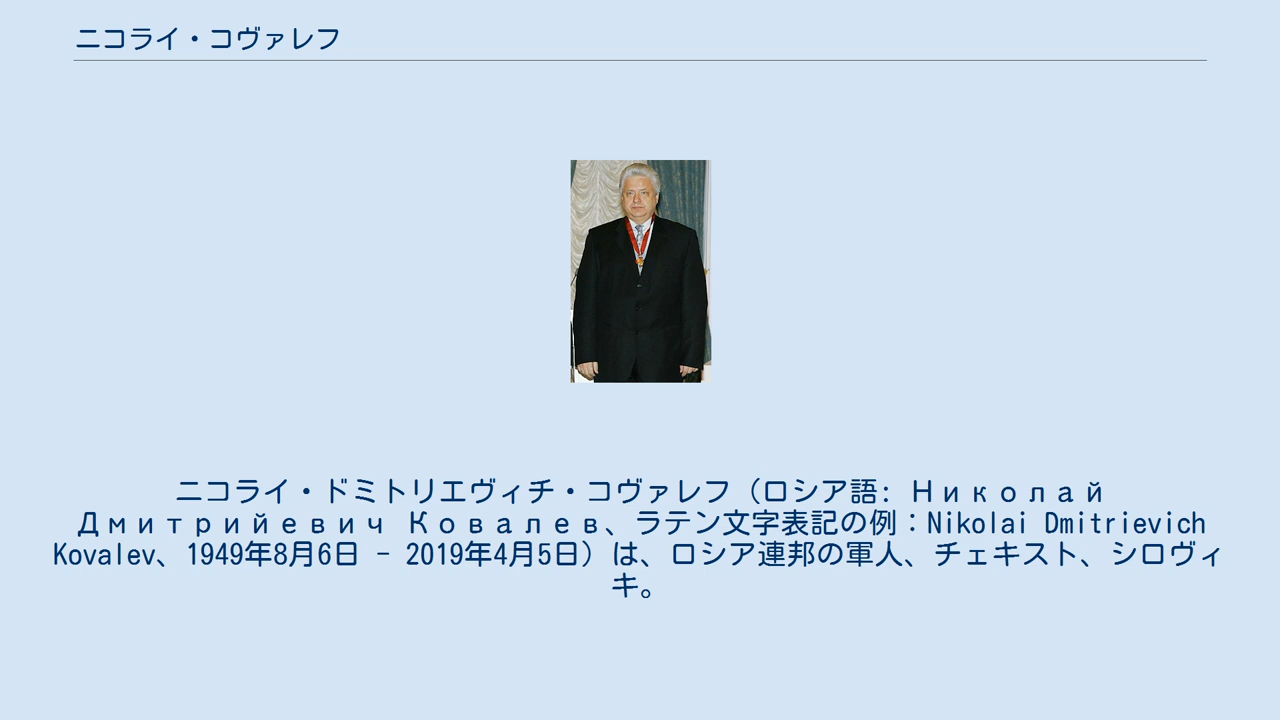 ニコライ・コヴァレフ
ニコライ・ドミトリエヴィチ・コヴァレフ（ロシア語: Николай
Дмитрийевич Ковалев、ラテン文字表記の例：Nikolai Dmitrievich
Kovalev、1949年8月6日 - 2019年4月5日）は、ロシア連邦の軍人、チェキスト、シロヴィ
キ。